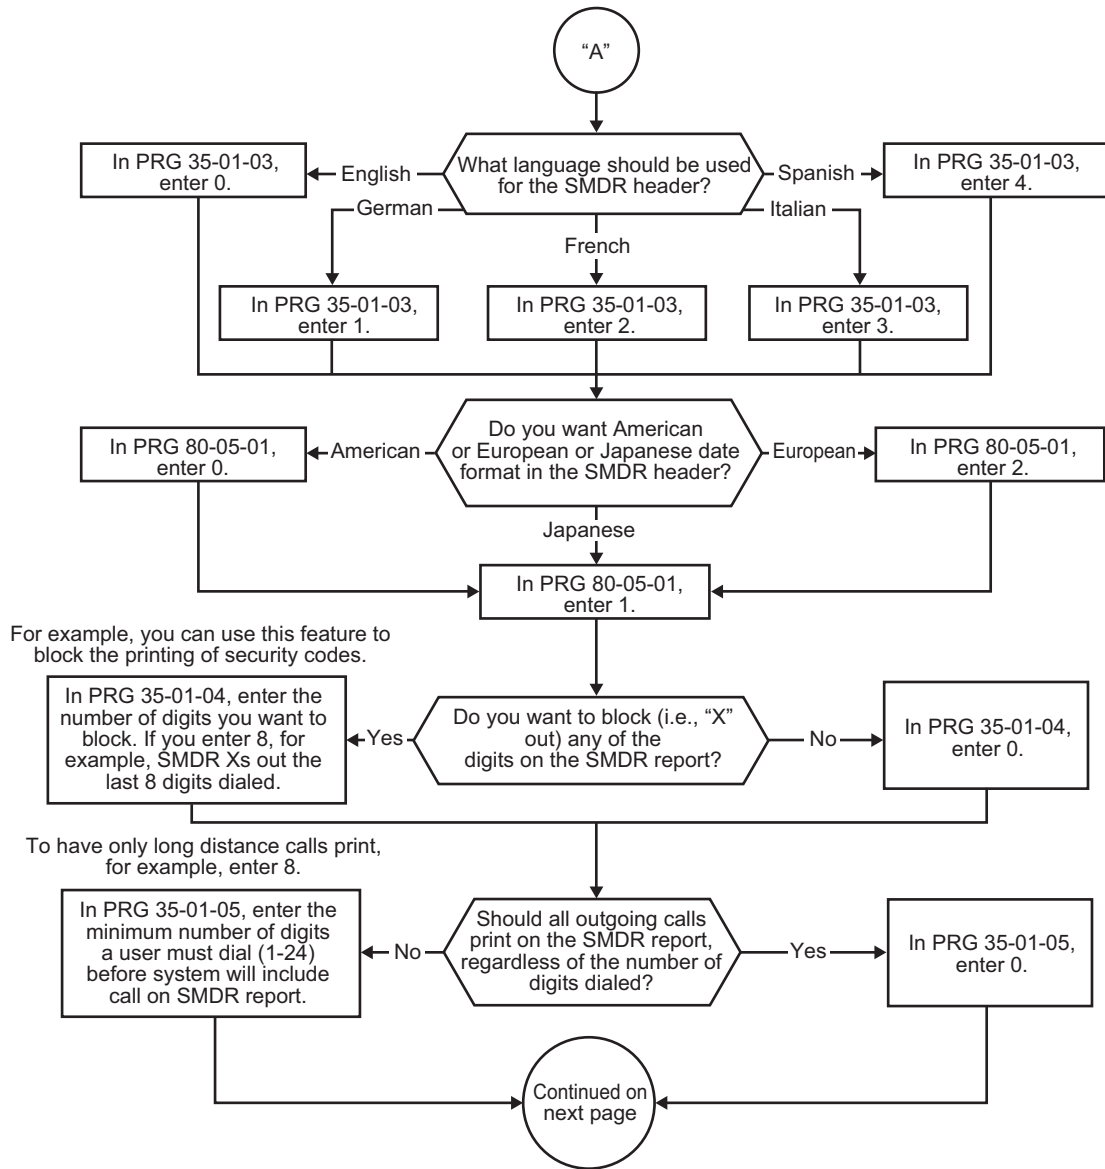 “A”
What language should be used
for the SMDR header?
English
In PRG 35-01-03,
enter 0.
Spanish
In PRG 35-01-03,
enter 4.
German
Italian
French
In PRG 35-01-03,
enter 1.
In PRG 35-01-03,
enter 2.
In PRG 35-01-03,
enter 3.
Do you want American
or European or Japanese date
format in the SMDR header?
American
In PRG 80-05-01,
enter 0.
European
In PRG 80-05-01,
enter 2.
Japanese
In PRG 80-05-01,
enter 1.
For example, you can use this feature to
block the printing of security codes.
In PRG 35-01-04, enter the
number of digits you want to
block. If you enter 8, for
example, SMDR Xs out the
last 8 digits dialed.
Yes
Do you want to block (i.e., “X”
out) any of the
digits on the SMDR report?
No
In PRG 35-01-04,
enter 0.
To have only long distance calls print,
for example, enter 8.
In PRG 35-01-05, enter the
minimum number of digits
a user must dial (1-24)
before system will include
call on SMDR report.
No
Should all outgoing calls
print on the SMDR report,
regardless of the number of
digits dialed?
Yes
In PRG 35-01-05,
enter 0.
Continued on
next page